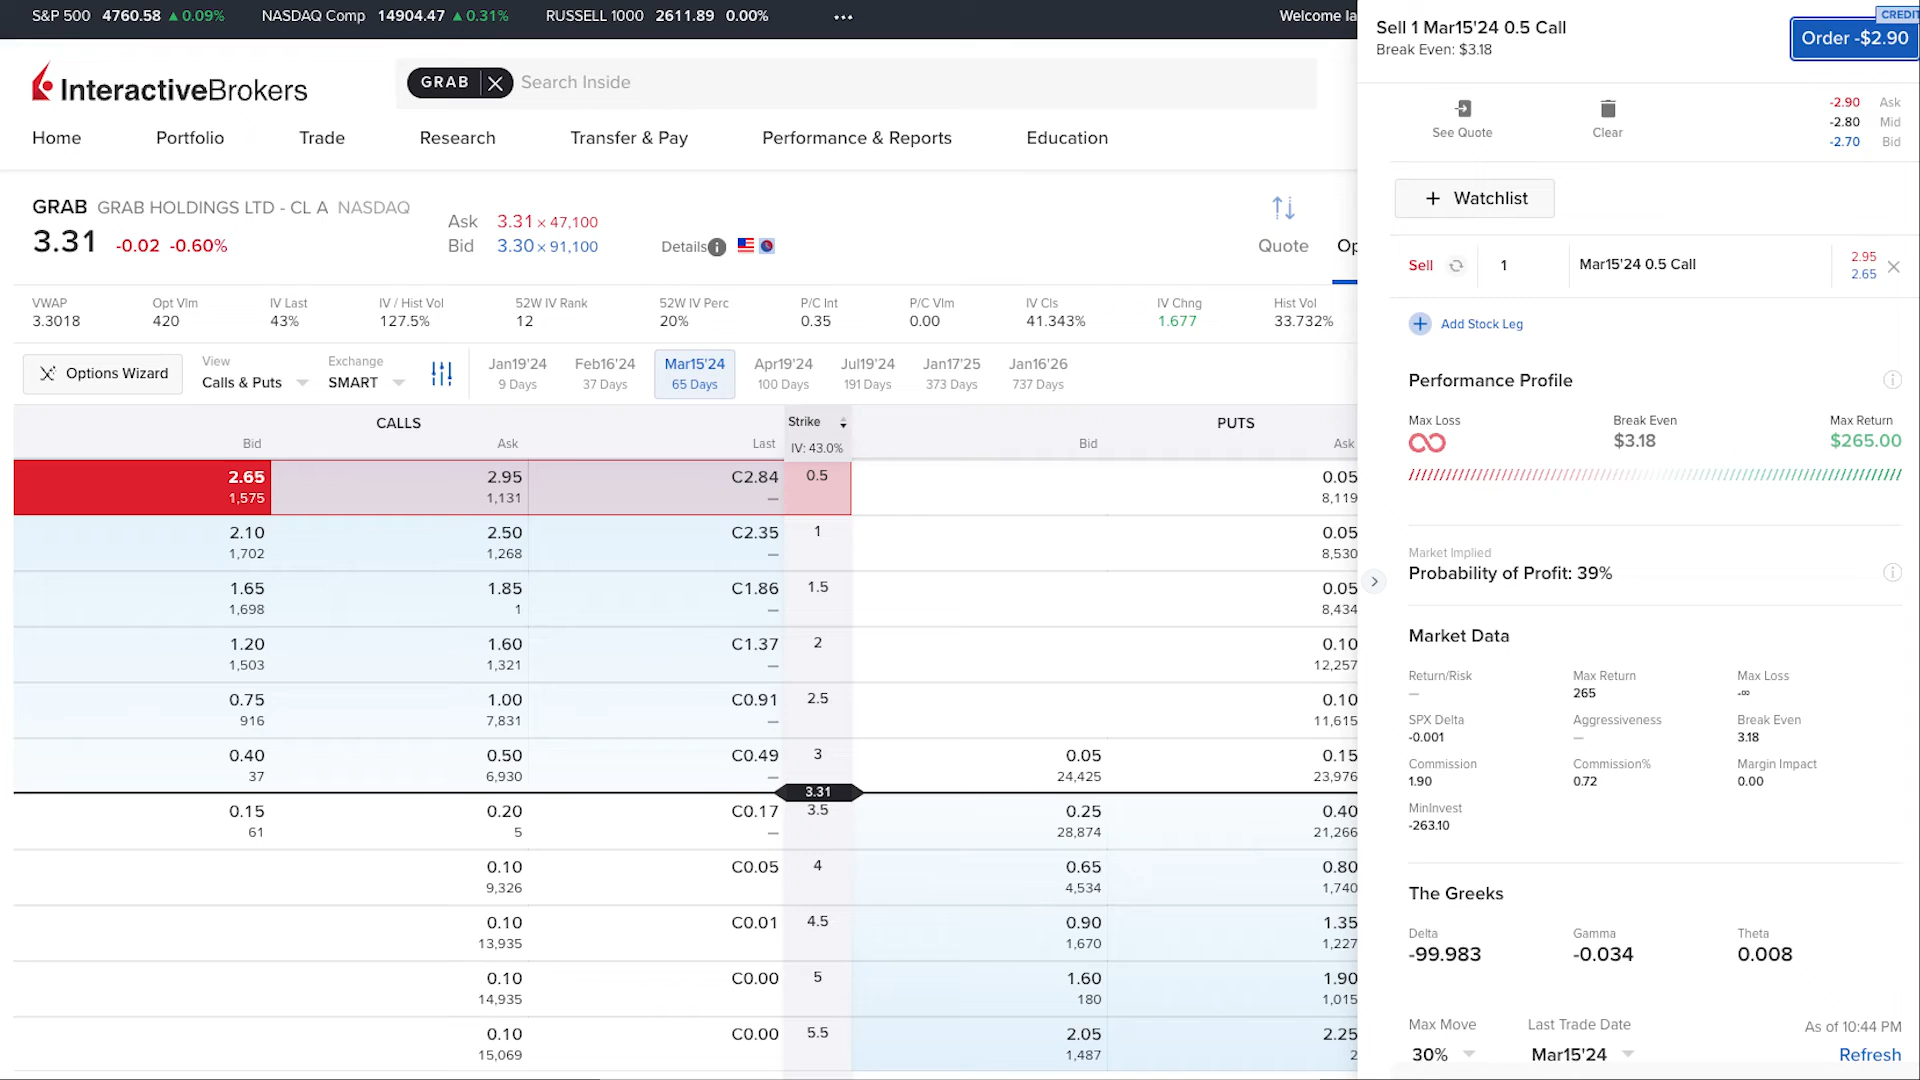 S&P 500 4760.58 ▲ 0.09% NASDAQ Comp 14904.47 ▲ 0.31% RUSSELL 1000 2611.89 0.00% ••• Welcome Ia
InteractiveBrokers
GRAB Search Inside
Home Portfolio Trade Research Transfer & Pay Performance & Reports Education
GRAB GRAB HOLDINGS LTD - CL A NASDAQ
3.31 -0.02 -0.60%
Ask 3.31 × 47,100
Bid 3.30 × 91,100
Details
Quote Op
VWAP Opt Vlm IV Last IV / Hist Vol 52W IV Rank 52W IV Perc P/C Int P/C Vlm IV Cls IV Chng Hist Vol
3.3018 420 43% 127.5% 12 20% 0.35 0.00 41.343% 1.677 33.732%
Options Wizard
View
Calls & Puts
Exchange
SMART
Jan19'24 Feb16'24 Mar15'24 Apr19'24 Jul19'24 Jan17'25 Jan16'26
9 Days 37 Days 65 Days 100 Days 191 Days 373 Days 737 Days
CALLS Strike PUTS
Bid Ask Last IV: 43.0% Bid Ask
2.65 2.95 C2.84 0.5 0.05
1,575 1,131 — 8,119
2.10 2.50 C2.35 1 0.05
1,702 1,268 — 8,530
1.65 1.85 C1.86 1.5 0.05
1,698 1 — 8,434
1.20 1.60 C1.37 2 0.10
1,503 1,321 — 12,257
0.75 1.00 C0.91 2.5 0.10
916 7,831 — 11,615
0.40 0.50 C0.49 3 0.05 0.15
37 6,930 — 24,425 23,976
3.31
0.15 0.20 C0.17 3.5 0.25 0.40
61 5 — 28,874 21,266
0.10 C0.05 4 0.65 0.80
9,326 4,534 1,740
0.10 C0.01 4.5 0.90 1.35
13,935 1,670 1,227
0.10 C0.00 5 1.60 1.90
14,935 180 1,015
0.10 C0.00 5.5 2.05 2.25
15,069 1,487 2
Sell 1 Mar15'24 0.5 Call
Break Even: $3.18
CREDIT
Order -$2.90
See Quote Clear
-2.90 Ask
-2.80 Mid
-2.70 Bid
+ Watchlist
Sell 1 Mar15'24 0.5 Call 2.95
2.65
Add Stock Leg
Performance Profile
Max Loss Break Even Max Return
∞ $3.18 $265.00
Market Implied
Probability of Profit: 39%
Market Data
Return/Risk Max Return Max Loss
— 265 -∞
SPX Delta Aggressiveness Break Even
-0.001 — 3.18
Commission Commission% Margin Impact
1.90 0.72 0.00
MinInvest
-263.10
The Greeks
Delta Gamma Theta
-99.983 -0.034 0.008
Max Move Last Trade Date As of 10:44 PM
30% Mar15'24 Refresh